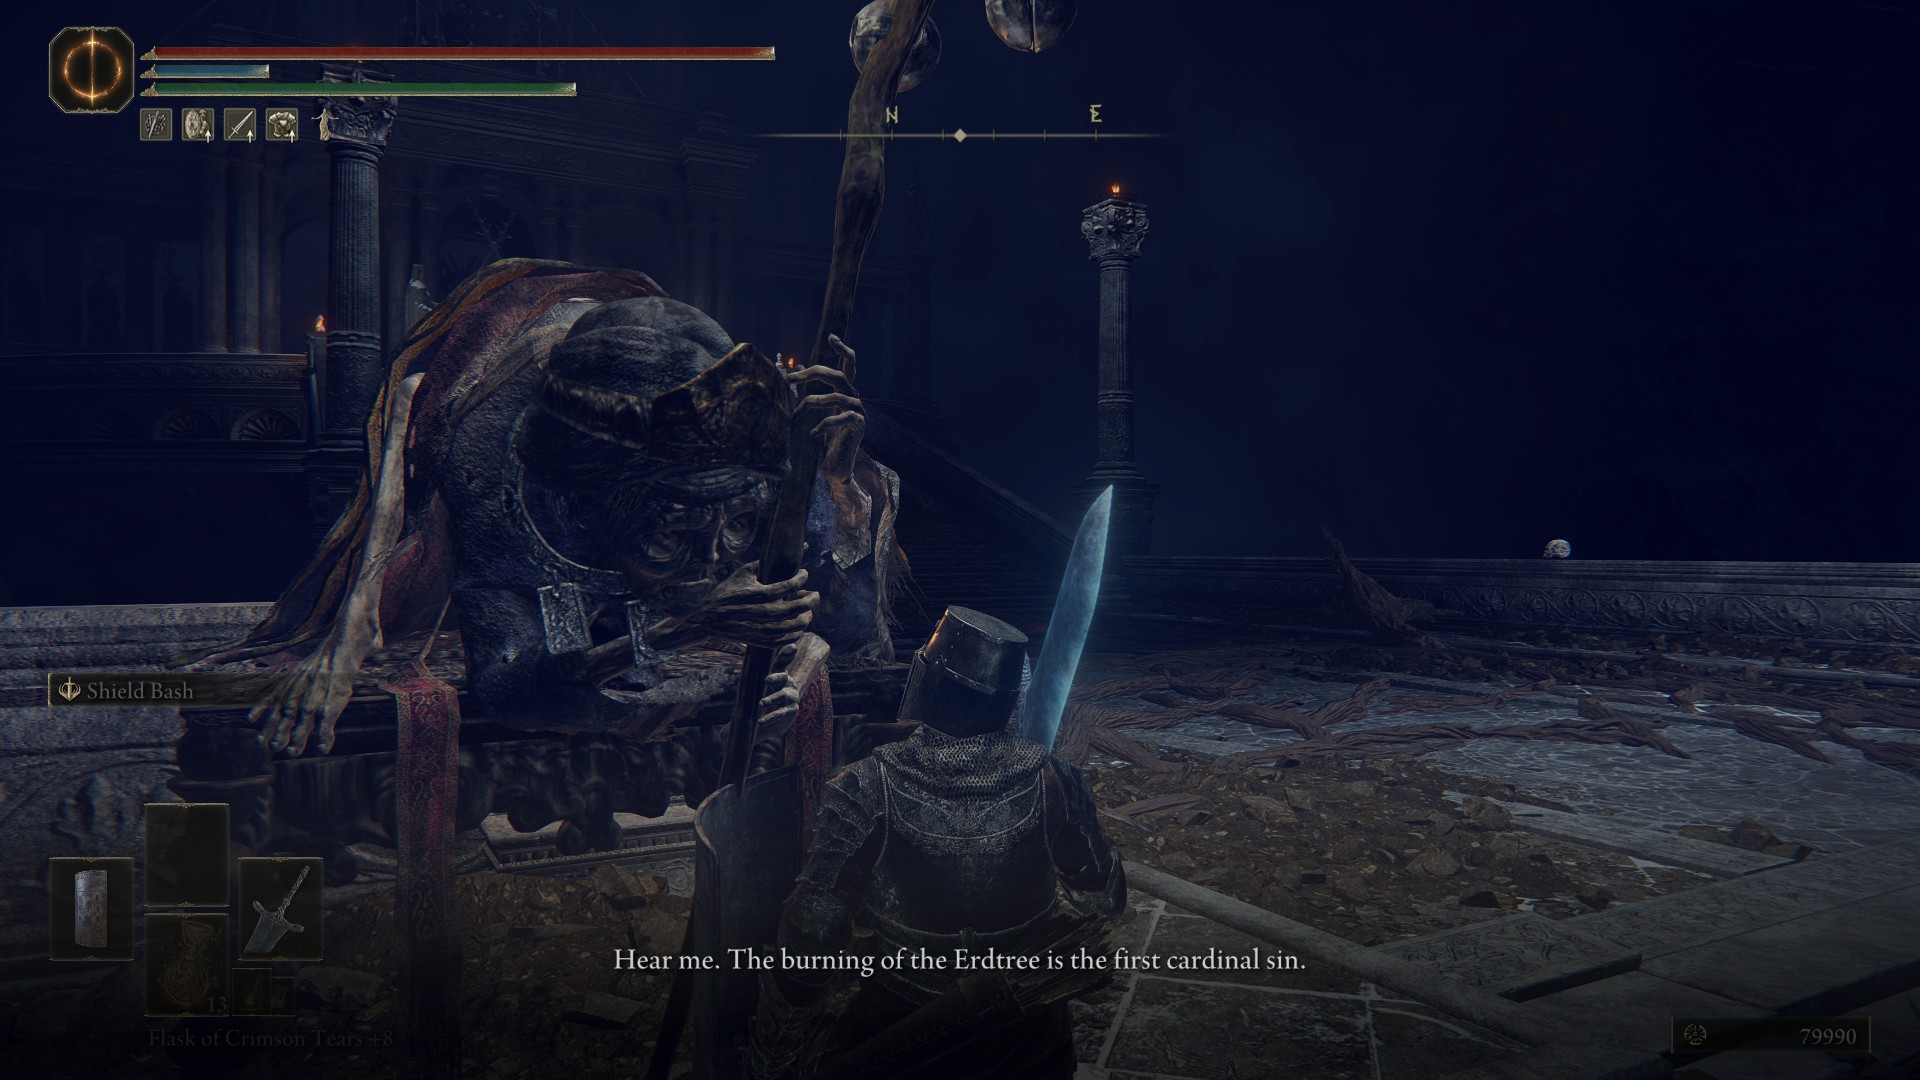 N
E
Shield Bash
Hear me. The burning of the Erdtree is the first cardinal sin.
13
Flask of Crimson Tears +8
79990